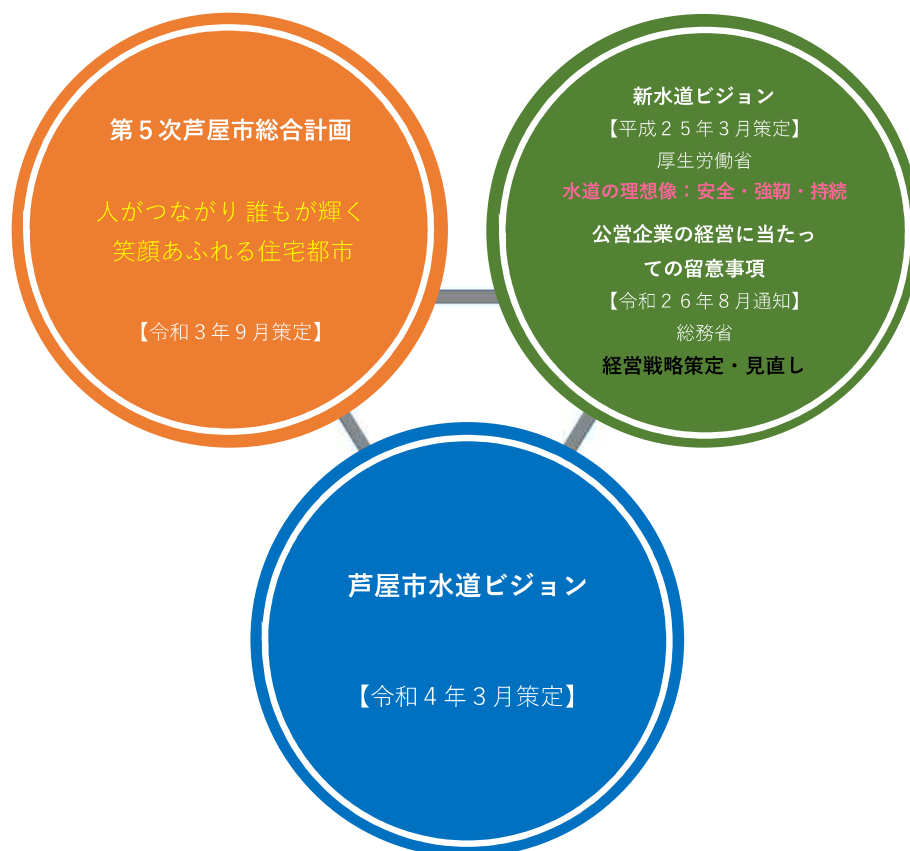 第５次芦屋市総合計画
人がつながり 誰もが輝く
笑顔あふれる住宅都市
【令和３年９月策定】
新水道ビジョン
【平成２５年３月策定】
厚生労働省
水道の理想像：安全・強靭・持続
公営企業の経営に当たっ
ての留意事項
【令和２６年８月通知】
総務省
経営戦略策定・見直し
芦屋市水道ビジョン
【令和４年３月策定】